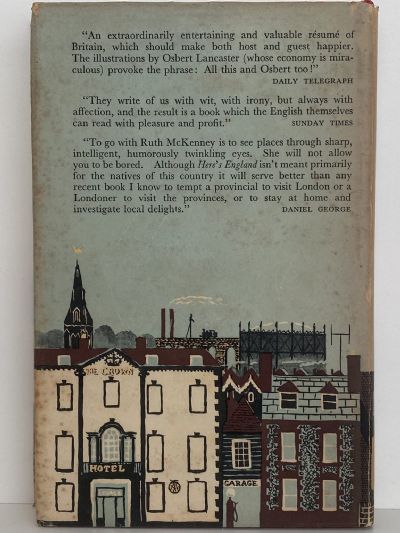 "An extraordinarily entertaining and valuable résumé of
Britain, which should make both host and guest happier.
The illustrations by Osbert Lancaster (whose economy is mira-
culous) provoke the phrase: All this and Osbert too!"
DAILY TELEGRAPH
"They write of us with wit, with irony, but always with
affection, and the result is a book which the English themselves
can read with pleasure and profit." SUNDAY TIMES
"To go with Ruth McKenney is to see places through sharp,
intelligent, humorously twinkling eyes. She will not allow
you to be bored. Although Here's England isn't meant primarily
for the natives of this country it will serve better than any
recent book I know to tempt a provincial to visit London or a
Londoner to visit the provinces, or to stay at home and
investigate local delights." DANIEL GEORGE
THE CROWN
HOTEL
GARAGE